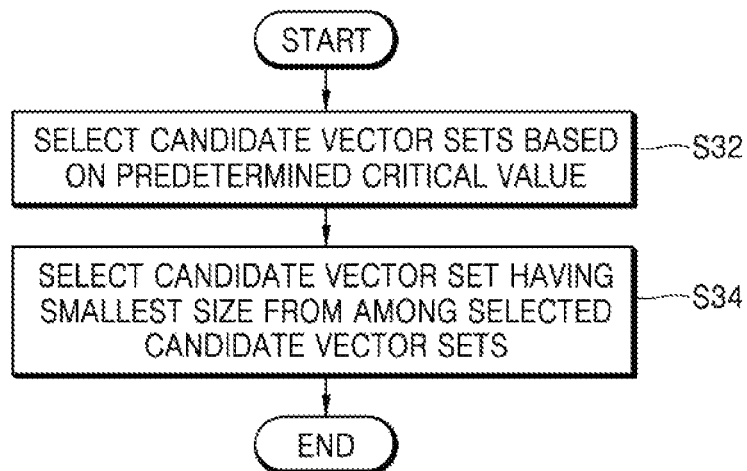 START
SELECT CANDIDATE VECTOR SETS BASED
ON PREDETERMINED CRITICAL VALUE
S32
SELECT CANDIDATE VECTOR SET HAVING
SMALLEST SIZE FROM AMONG SELECTED
CANDIDATE VECTOR SETS
S34
END